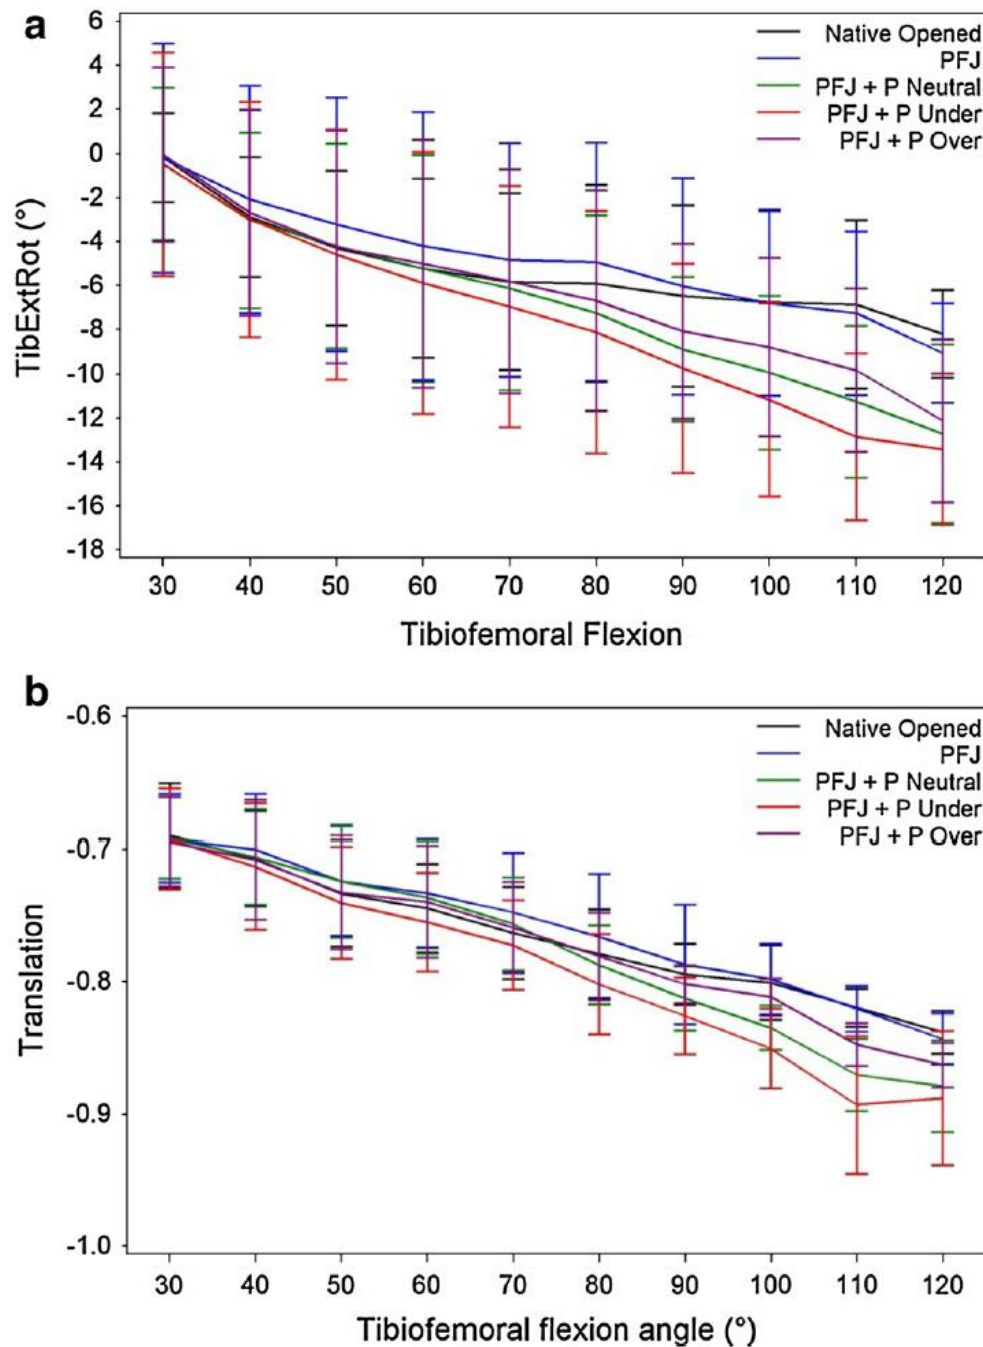 a
6
4
2
0
-2
-4
-6
-8
-10
-12
-14
-16
-18
TibExtRot (°)
Native Opened
PFJ
PFJ + P Neutral
PFJ + P Under
PFJ + P Over
30 40 50 60 70 80 90 100 110 120
Tibiofemoral Flexion
b
-0.6
-0.7
-0.8
-0.9
-1.0
Translation
Native Opened
PFJ
PFJ + P Neutral
PFJ + P Under
PFJ + P Over
30 40 50 60 70 80 90 100 110 120
Tibiofemoral flexion angle (°)